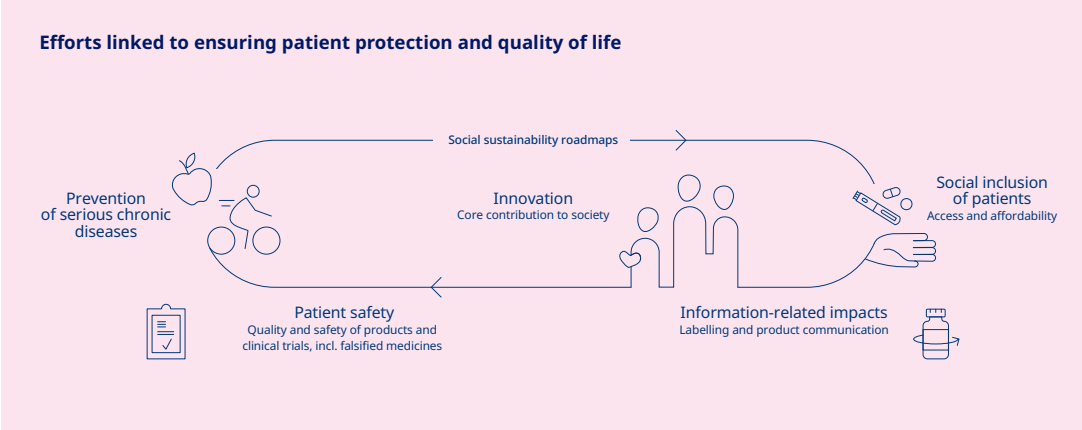 Efforts linked to ensuring patient protection and quality of life
Social sustainability roadmaps
Prevention
of serious chronic
diseases
Innovation
Core contribution to society
Social inclusion
of patients
Access and affordability
Patient safety
Quality and safety of products and
clinical trials, incl. falsified medicines
Information-related impacts
Labelling and product communication